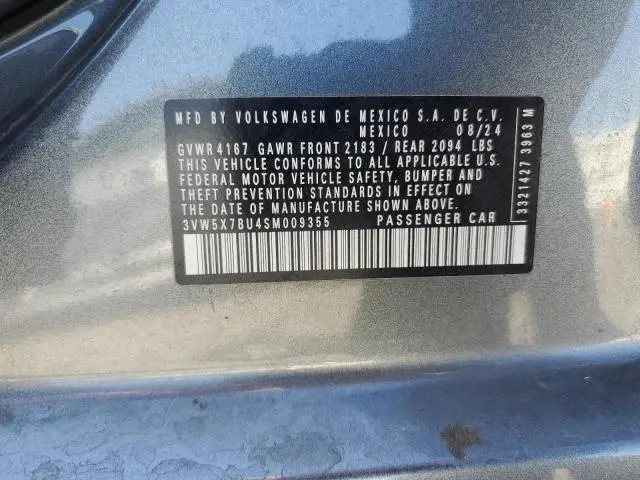 MFD BY VOLKSWAGEN DE MEXICO S.A. DE C.V.
MEXICO 08/24
GVWR 4167 GAWR FRONT 2183 / REAR 2094 LBS
THIS VEHICLE CONFORMS TO ALL APPLICABLE U.S.
FEDERAL MOTOR VEHICLE SAFETY, BUMPER AND
THEFT PREVENTION STANDARDS IN EFFECT ON
THE DATE OF MANUFACTURE SHOWN ABOVE.
3VW5X7BU4SM009355 PASSENGER CAR
3321427 3963 M